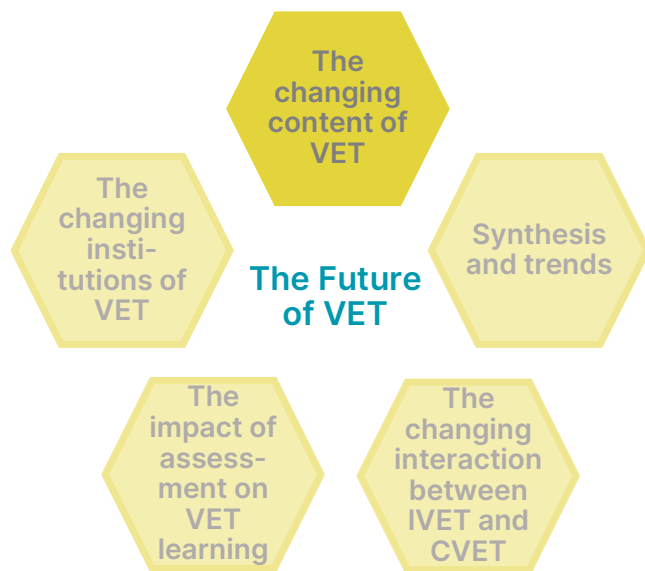 The
changing
content of
VET
The
changing
insti-
tutions of
VET
Synthesis
and trends
The Future
of VET
The
impact of
assess-
ment on
VET
learning
The
changing
interaction
between
IVET and
CVET